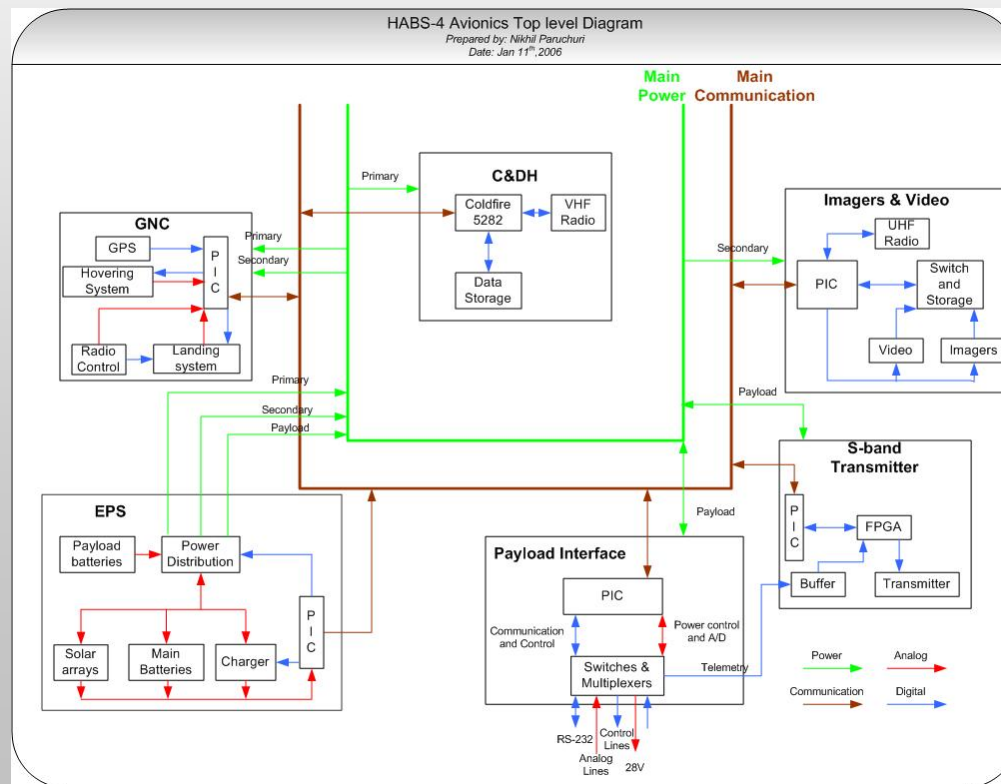 HABS-4 Avionics Top level Diagram
Prepared by: Nikhil Paruchuri
Date: Jan 11th,2006
Main
Power
Main
Communication
C&DH
Primary
Coldfire
5282
VHF
Radio
Data
Storage
GNC
GPS
Hovering
System
P
I
C
Radio
Control
Landing
system
Primary
Secondary
Imagers & Video
Secondary
UHF
Radio
PIC
Switch
and
Storage
Video
Imagers
Primary
Secondary
Payload
Payload
S-band
Transmitter
P
I
C
FPGA
Buffer
Transmitter
EPS
Payload
batteries
Power
Distribution
P
I
C
Solar
arrays
Main
Batteries
Charger
Payload
Payload Interface
PIC
Communication
and Control
Power control
and A/D
Switches &
Multiplexers
Telemetry
RS-232
Analog
Lines
Control
Lines
28V
Power
Analog
Communication
Digital